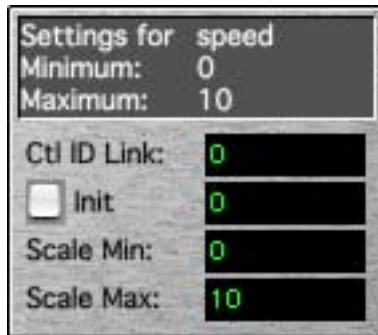 Settings for speed
Minimum: 0
Maximum: 10
Ctl ID Link: 0
Init 0
Scale Min: 0
Scale Max: 10